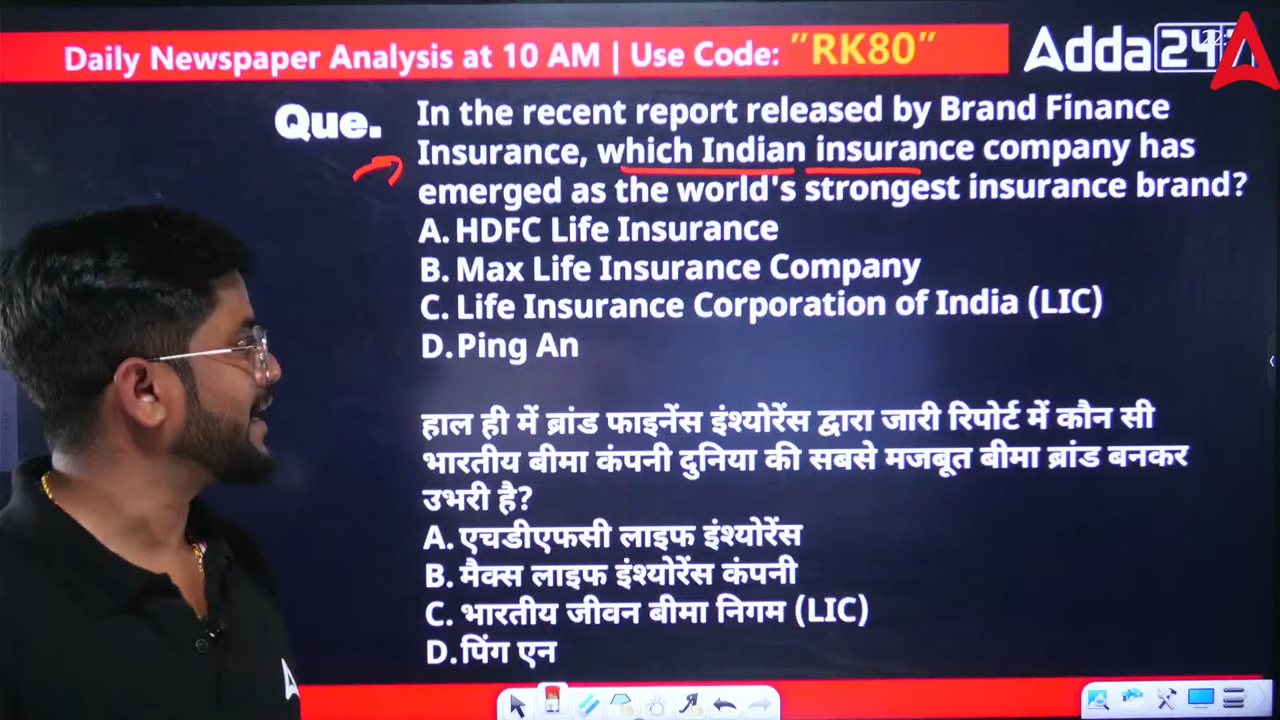 Daily Newspaper Analysis at 10 AM | Use Code: "RK80"
Adda247
Que. In the recent report released by Brand Finance
Insurance, which Indian insurance company has
emerged as the world's strongest insurance brand?
A. HDFC Life Insurance
B. Max Life Insurance Company
C. Life Insurance Corporation of India (LIC)
D. Ping An
हाल ही में ब्रांड फाइनेंस इंश्योरेंस द्वारा जारी रिपोर्ट में कौन सी
भारतीय बीमा कंपनी दुनिया की सबसे मजबूत बीमा ब्रांड बनकर
उभरी है?
A. एचडीएफसी लाइफ इंश्योरेंस
B. मैक्स लाइफ इंश्योरेंस कंपनी
C. भारतीय जीवन बीमा निगम (LIC)
D. पिंग एन